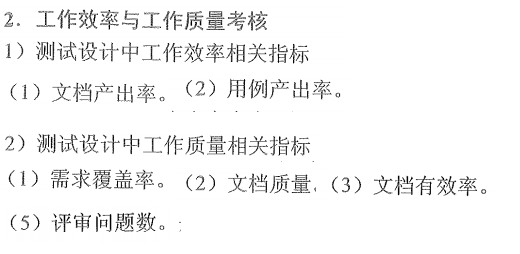 2．工作效率与工作质量考核
1）测试设计中工作效率相关指标
（1）文档产出率。（2）用例产出率。
2）测试设计中工作质量相关指标
（1）需求覆盖率。（2）文档质量、（3）文档有效率。
（5）评审问题数。